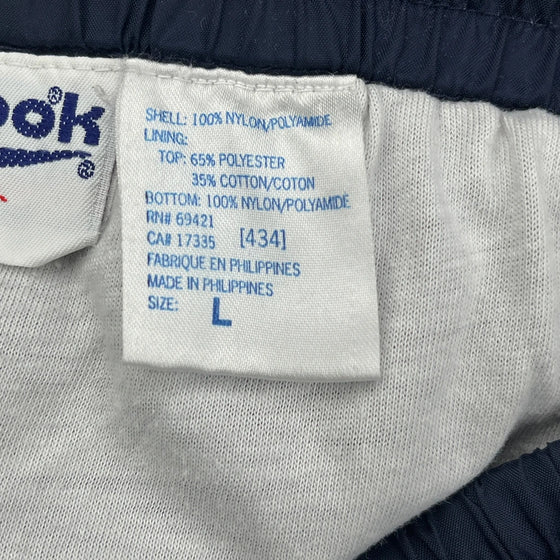 ook
SHELL: 100% NYLON/POLYAMIDE
LINING:
TOP: 65% POLYESTER
35% COTTON/COTON
BOTTOM: 100% NYLON/POLYAMIDE
RN# 69421
CA# 17335 [434]
FABRIQUE EN PHILIPPINES
MADE IN PHILIPPINES
SIZE: L